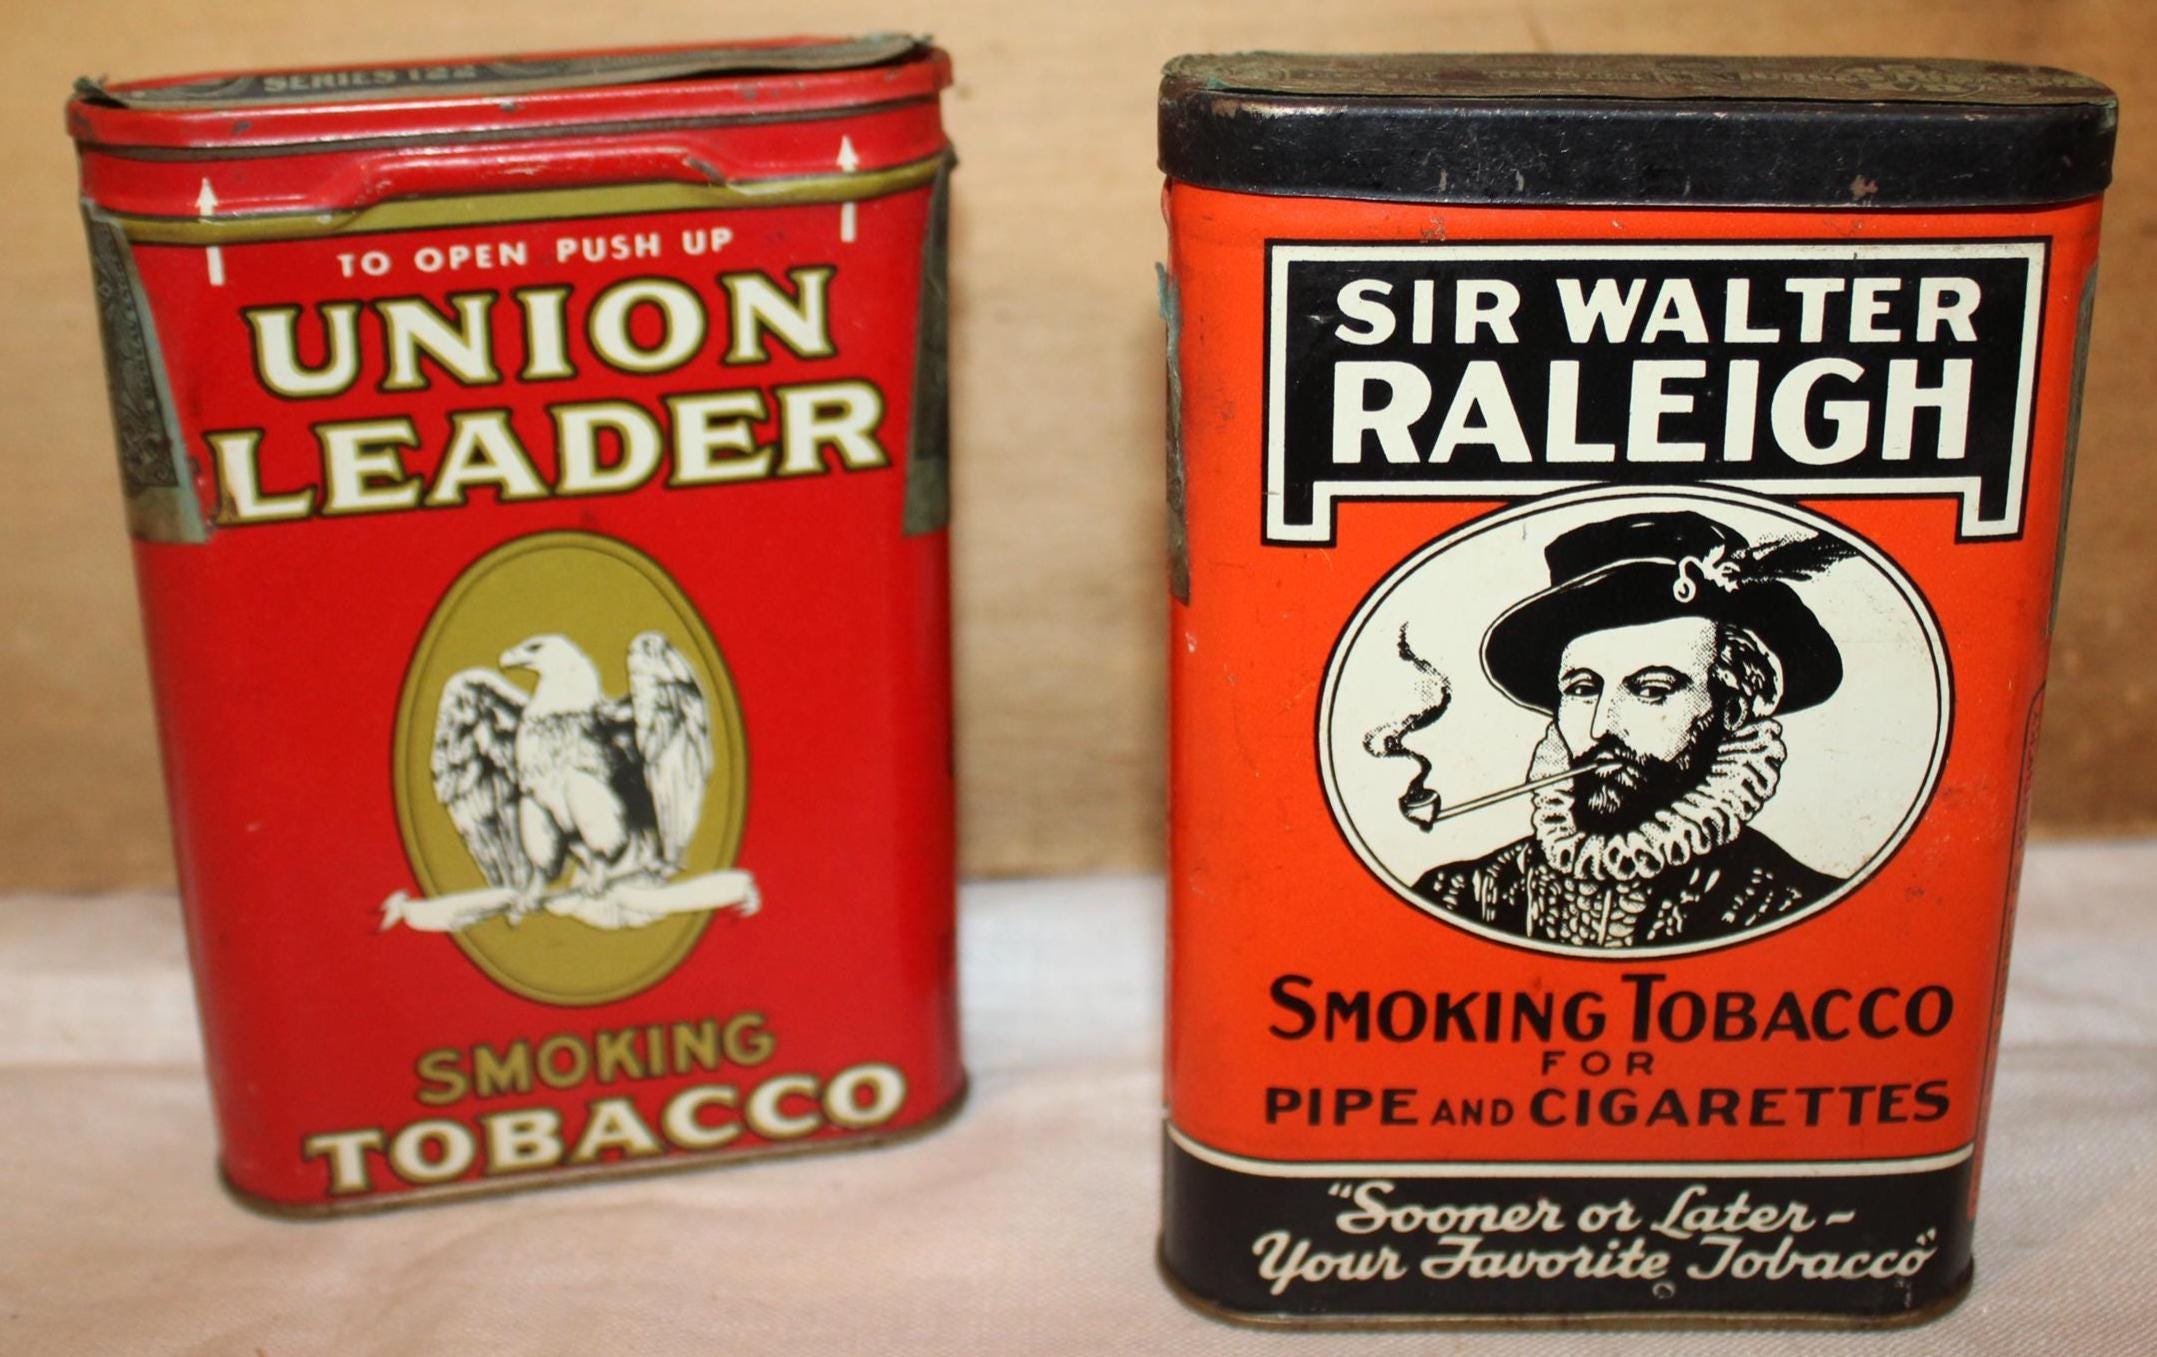 SERIES 122
TO OPEN PUSH UP
UNION
LEADER
SMOKING
TOBACCO
SIR WALTER
RALEIGH
SMOKING TOBACCO
FOR
PIPE AND CIGARETTES
"Sooner or Later -
Your Favorite Tobacco"